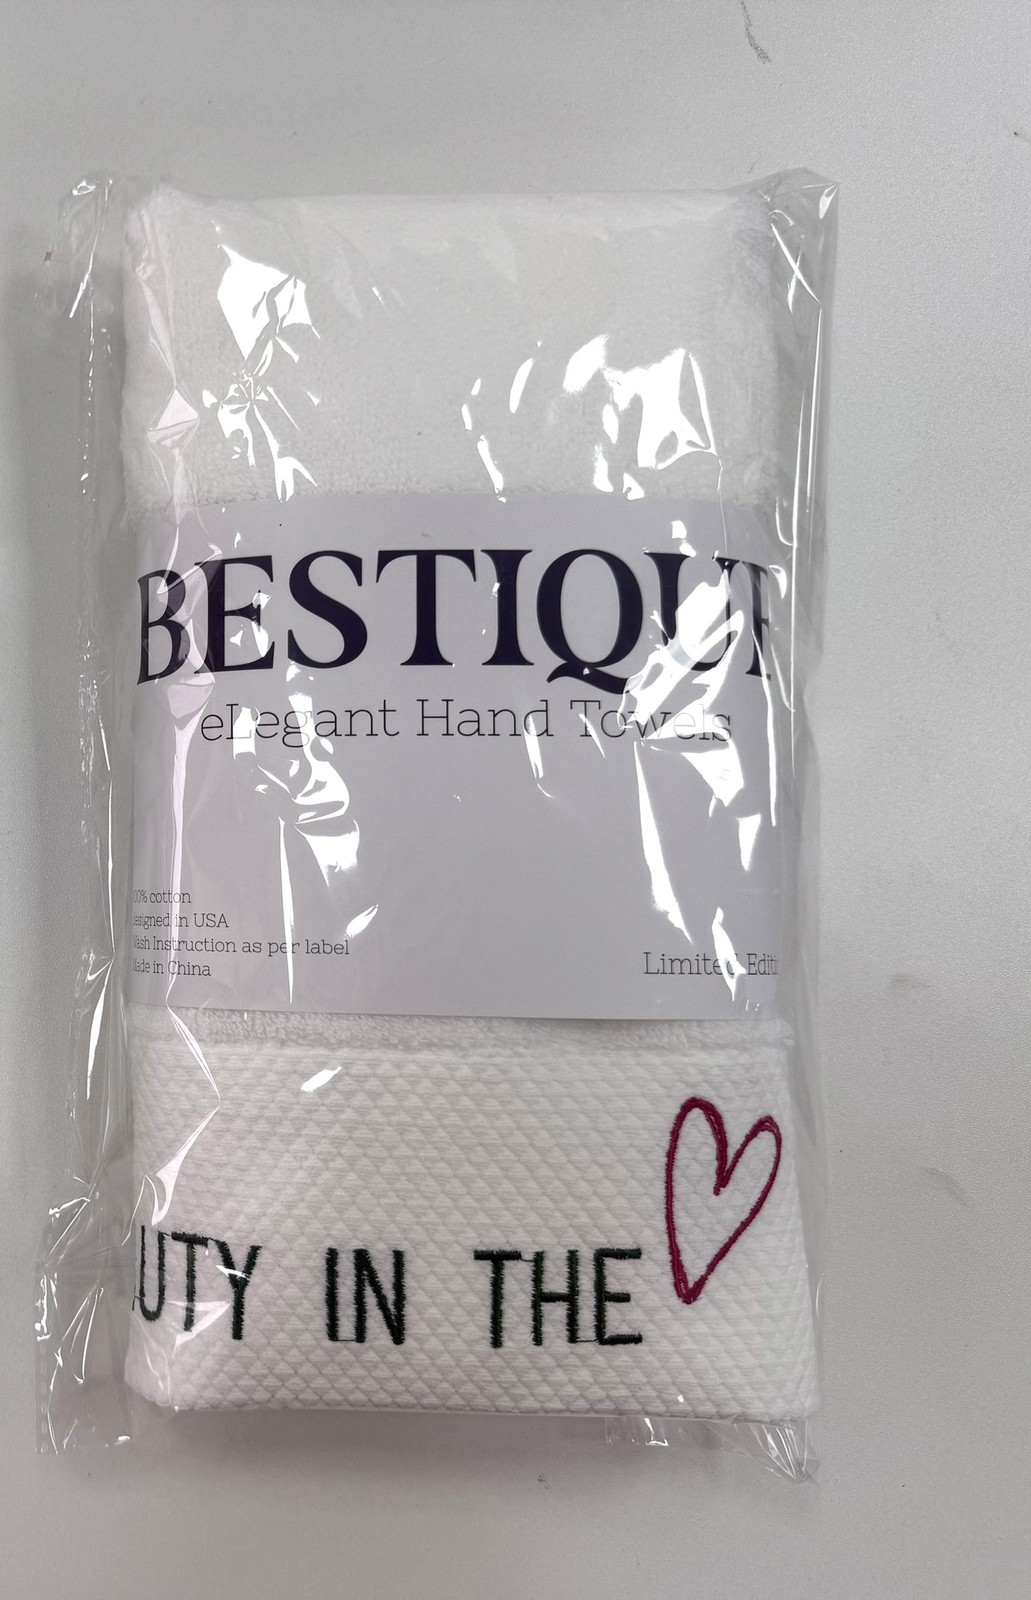 BESTIQUE
eLegant Hand Towels
00% cotton
esigned in USA
Wash Instruction as per label
Made in China
Limited Editi
UTY IN THE